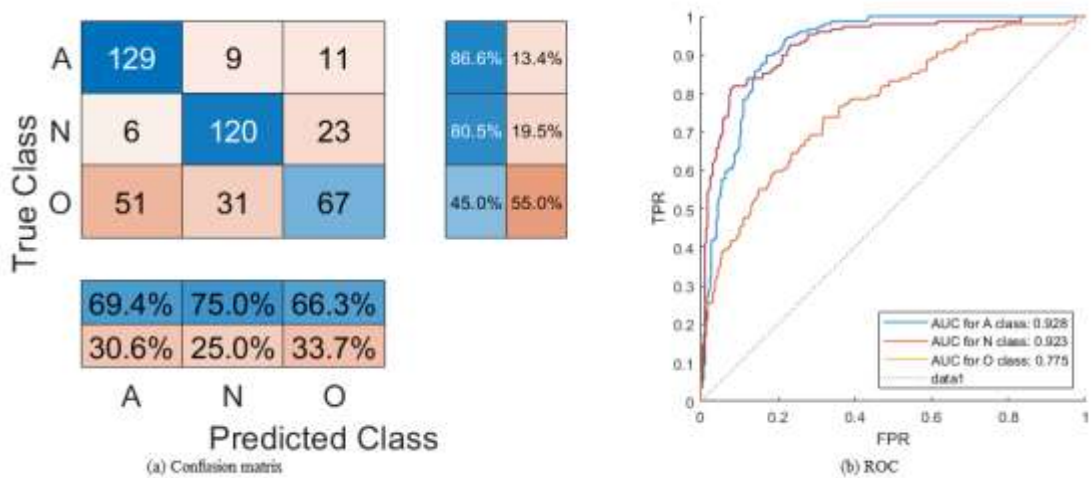 A 129 9 11 86.6% 13.4%
N 6 120 23 80.5% 19.5%
O 51 31 67 45.0% 55.0%
True Class
69.4% 75.0% 66.3%
30.6% 25.0% 33.7%
A N O
Predicted Class
(a) Confusion matrix
1
0.9
0.8
0.7
0.6
0.5
0.4
0.3
0.2
0.1
0
TPR
AUC for A class: 0.928
AUC for N class: 0.923
AUC for O class: 0.775
data1
0 0.2 0.4 0.6 0.8 1
FPR
(b) ROC